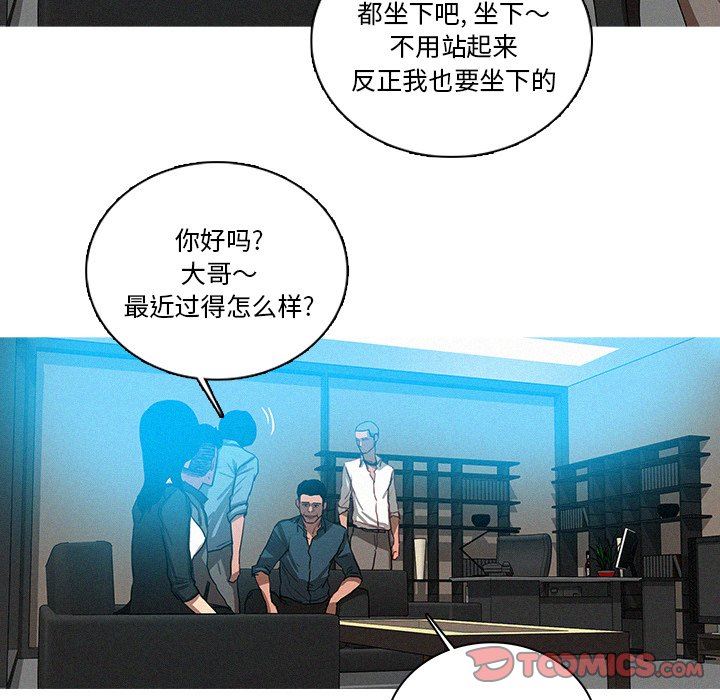 都坐下吧, 坐下～
不用站起来
反正我也要坐下的
你好吗?
大哥～
最近过得怎么样?
TOOMICS.COM